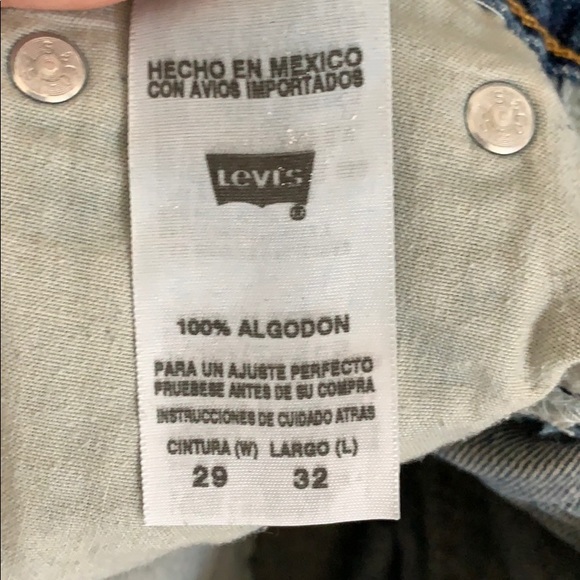 HECHO EN MEXICO
CON AVIOS IMPORTADOS
Levi's
100% ALGODON
PARA UN AJUSTE PERFECTO
PRUEBESE ANTES DE SU COMPRA
INSTRUCCIONES DE CUIDADO ATRAS
CINTURA (W) LARGO (L)
29 32